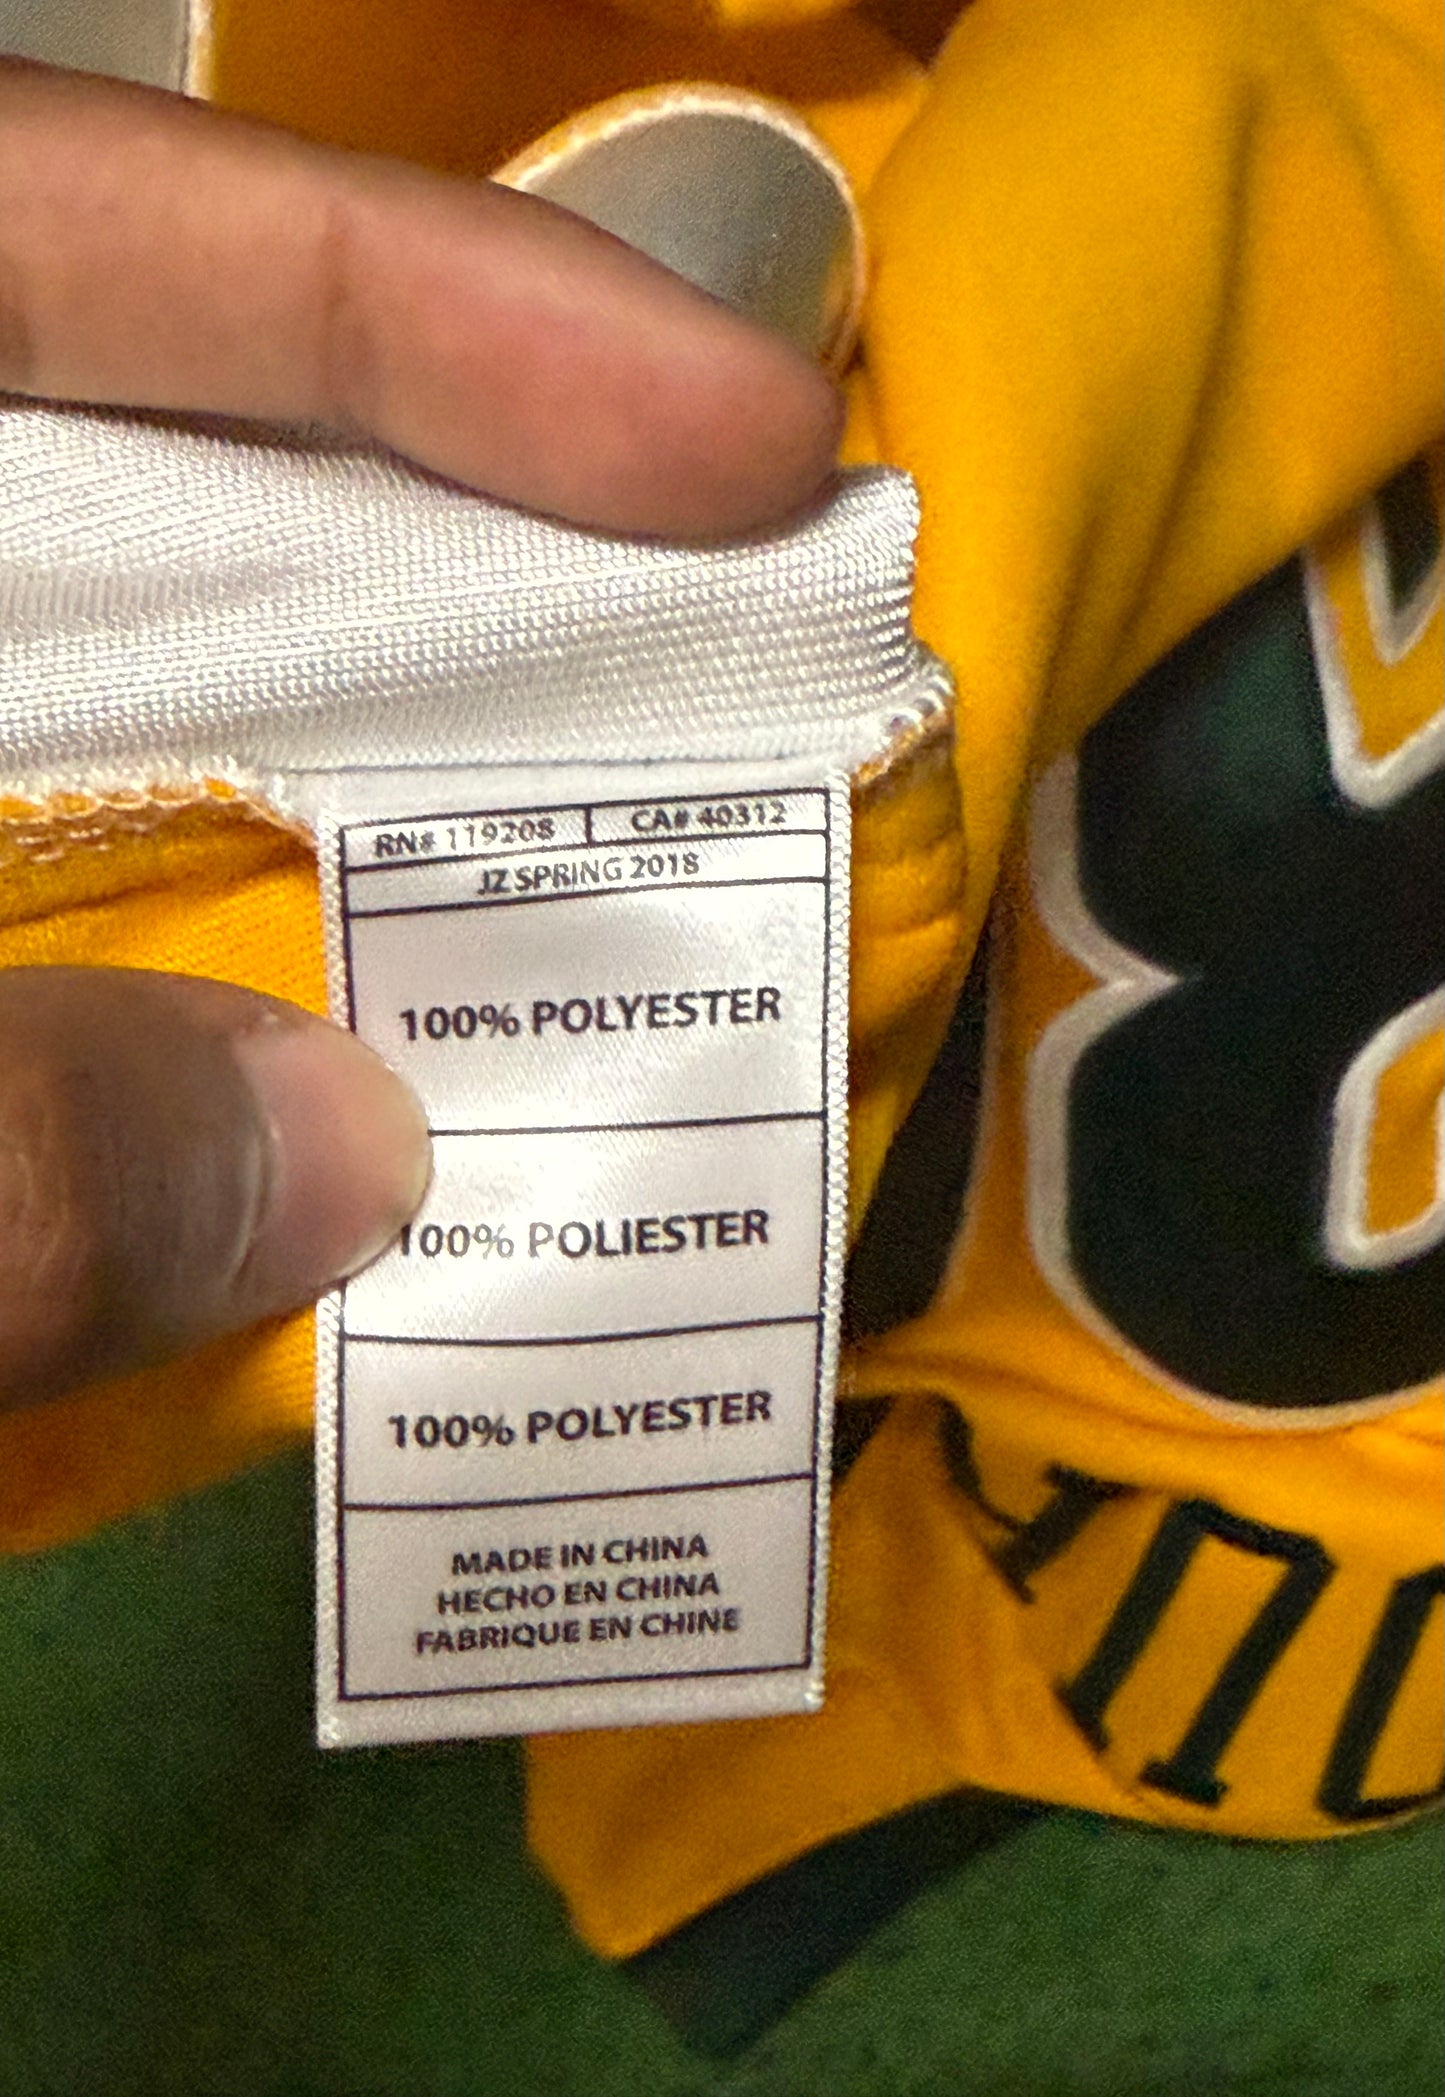 RN# 119208 CA# 40312
JZ SPRING 2018
100% POLYESTER
100% POLIESTER
100% POLYESTER
MADE IN CHINA
HECHO EN CHINA
FABRIQUE EN CHINE